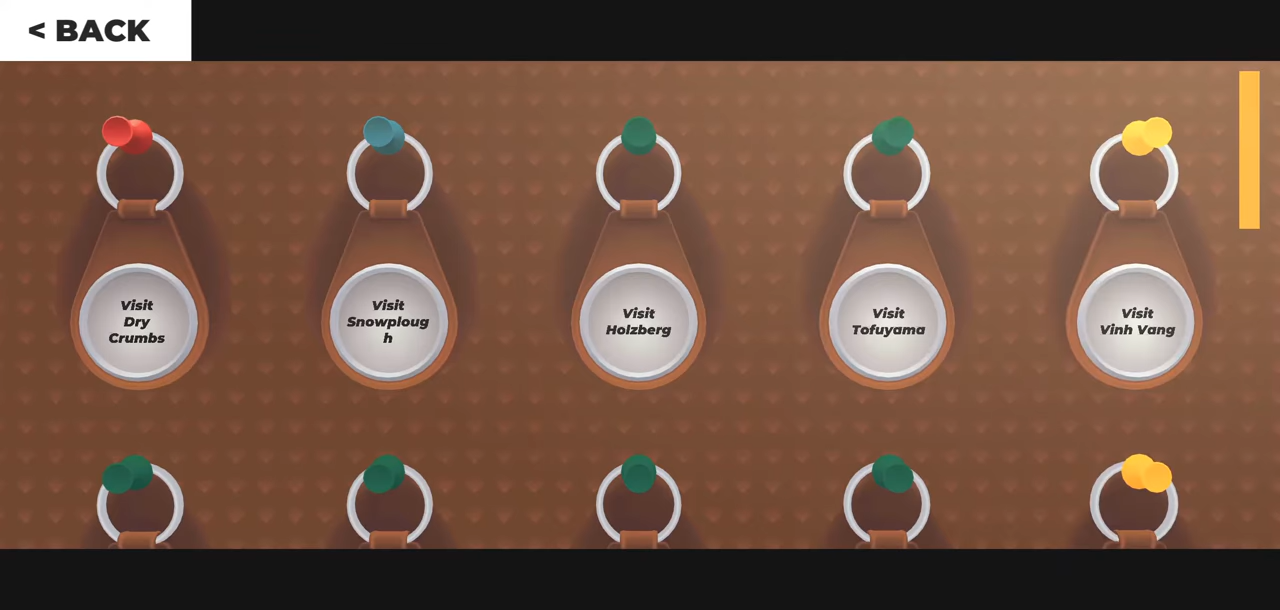 < BACK
Visit
Dry
Crumbs
Visit
Snowploug
h
Visit
Holzberg
Visit
Tofuyama
Visit
Vinh Vang